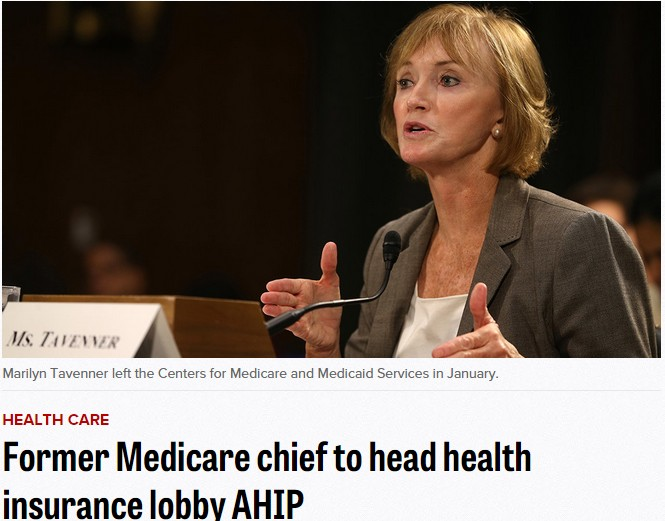 Ms. Tavenner
Marilyn Tavenner left the Centers for Medicare and Medicaid Services in January.
HEALTH CARE
Former Medicare chief to head health
insurance lobby AHIP